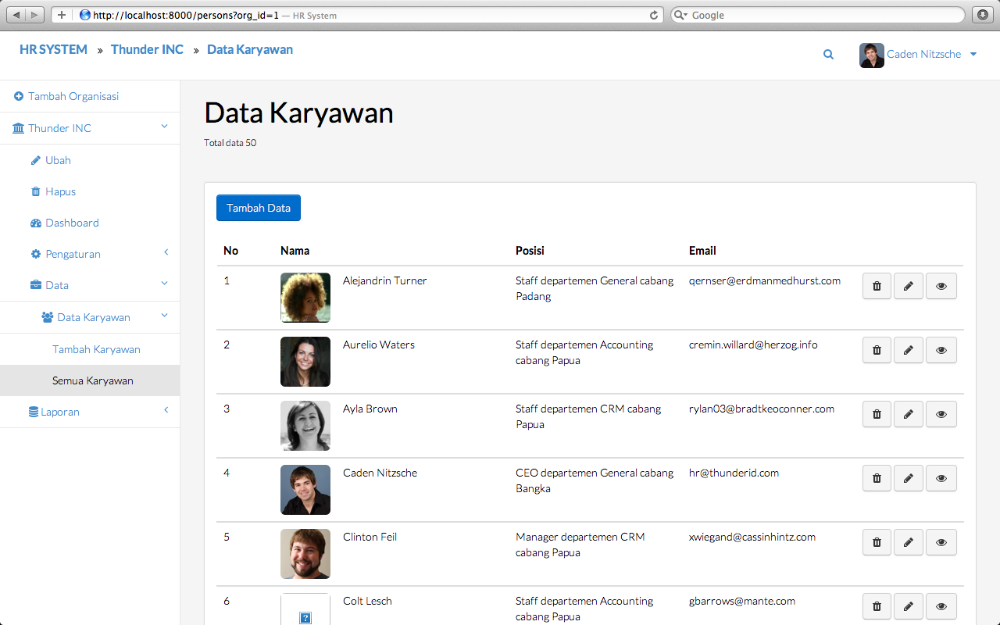 http://localhost:8000/persons?org_id=1 — HR System
Google
HR SYSTEM » Thunder INC » Data Karyawan
Caden Nitzsche
Tambah Organisasi
Thunder INC
Ubah
Hapus
Dashboard
Pengaturan
Data
Data Karyawan
Tambah Karyawan
Semua Karyawan
Laporan
Data Karyawan
Total data 50
Tambah Data
No Nama Posisi Email
1 Alejandrin Turner Staff departemen General cabang qernser@erdmanmedhurst.com
Padang
2 Aurelio Waters Staff departemen Accounting cremin.willard@herzog.info
cabang Papua
3 Ayla Brown Staff departemen CRM cabang rylan03@bradtkeoconner.com
Papua
4 Caden Nitzsche CEO departemen General cabang hr@thunderid.com
Bangka
5 Clinton Feil Manager departemen CRM xwiegand@cassinhintz.com
cabang Papua
6 Colt Lesch Staff departemen Accounting gbarrows@mante.com
cabang Papua